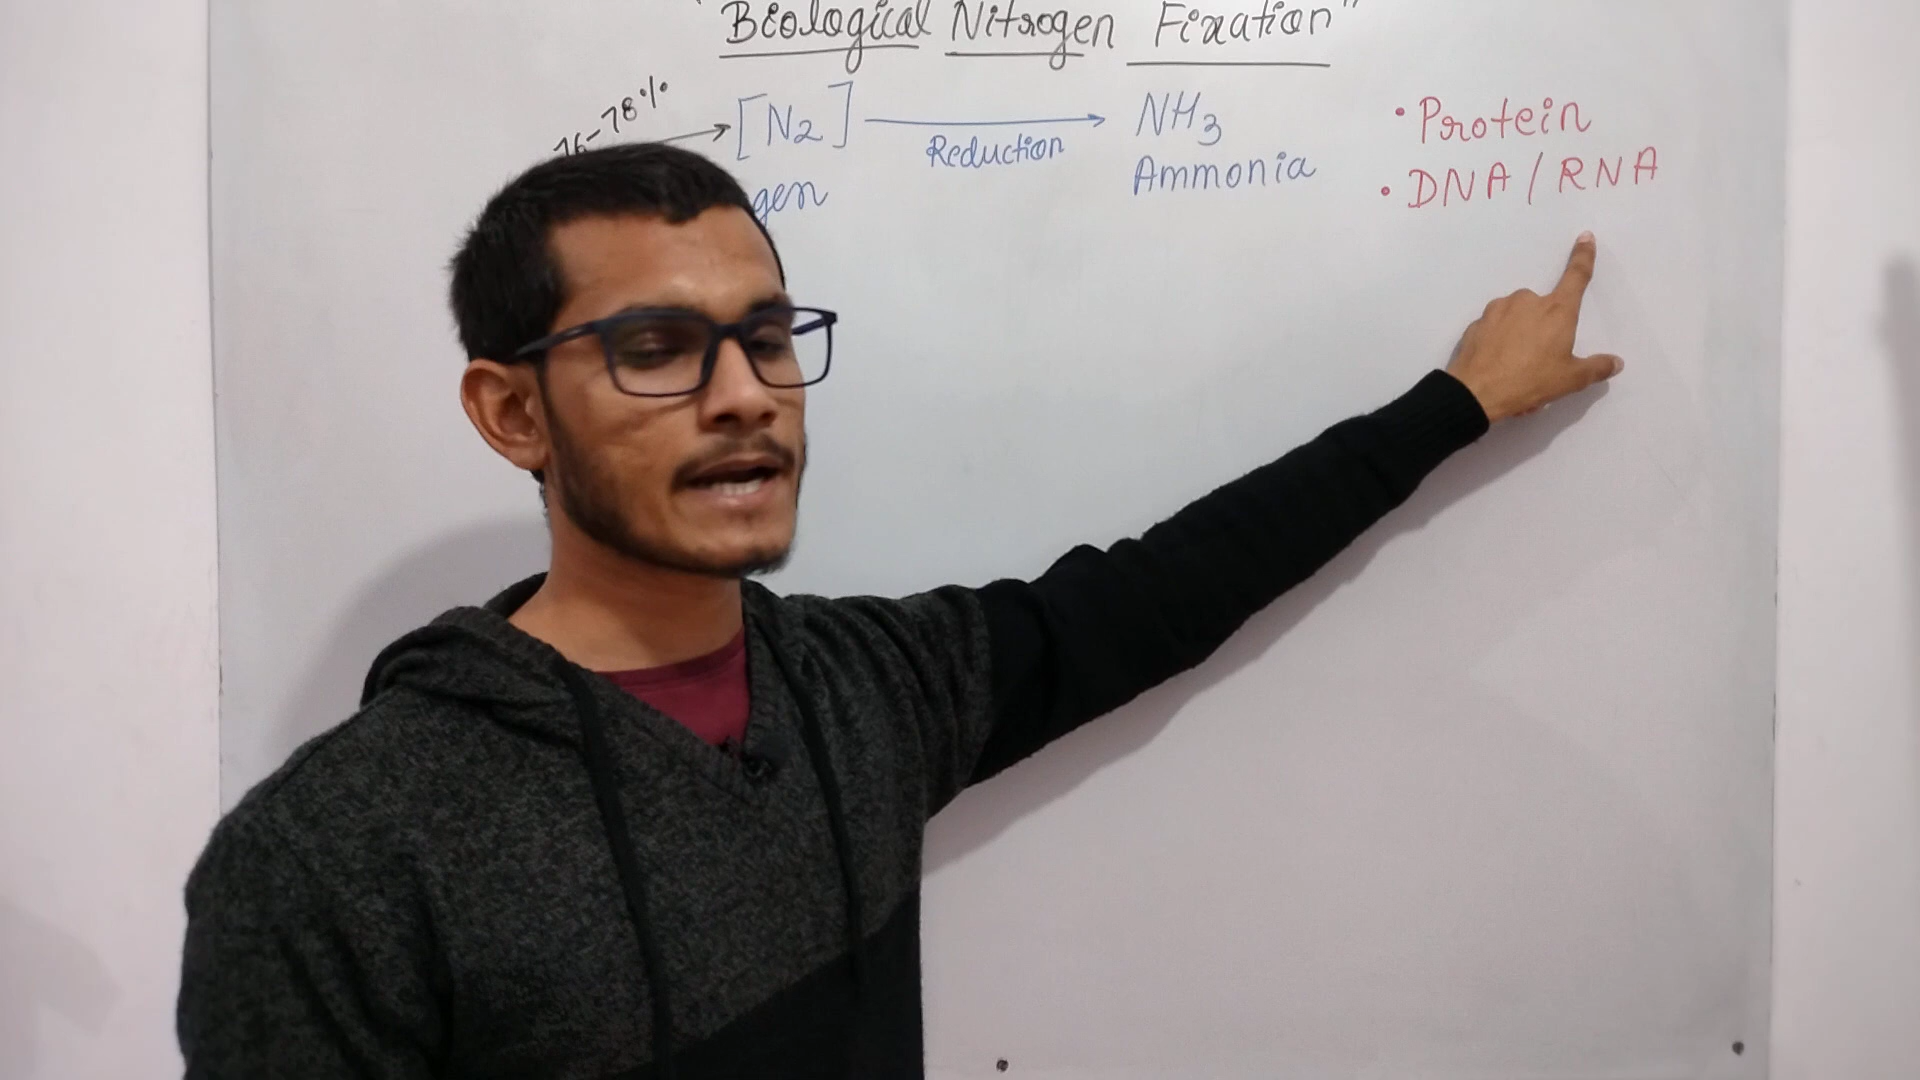 "Biological Nitrogen Fixation"
76-78%
[N2]
Reduction
NH3
Ammonia
gen
• Protein
• DNA / RNA